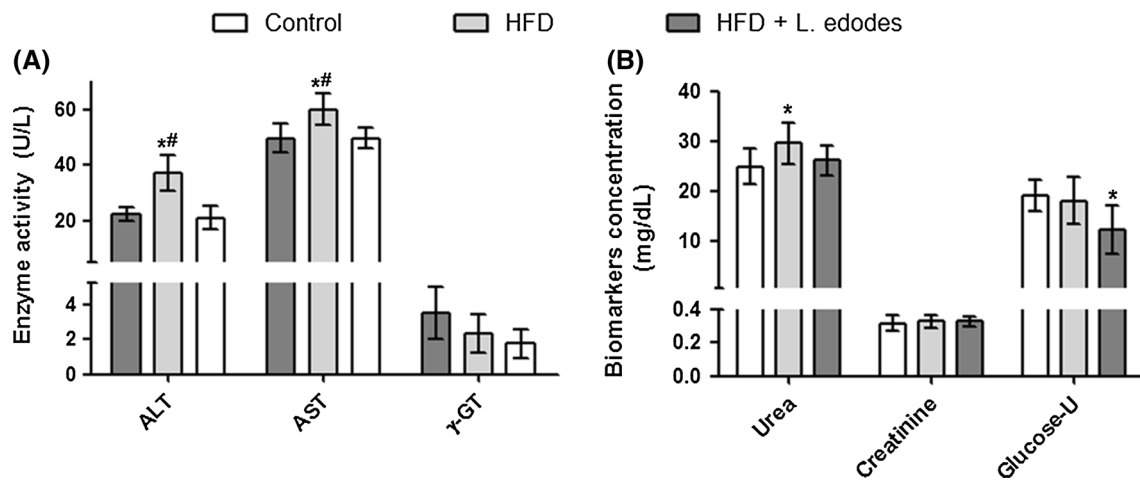 Control HFD HFD + L. edodes
(A)
Enzyme activity (U/L)
60
40
20
4
2
0
*#
*#
ALT AST γ-GT
(B)
Biomarkers concentration
(mg/dL)
40
30
20
10
0.4
0.2
0.0
*
*
Urea Creatinine Glucose-U